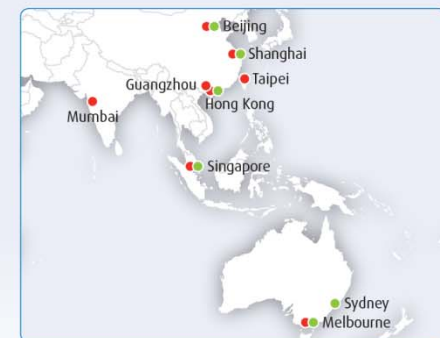 Beijing
Shanghai
Guangzhou
Taipei
Hong Kong
Mumbai
Singapore
Sydney
Melbourne